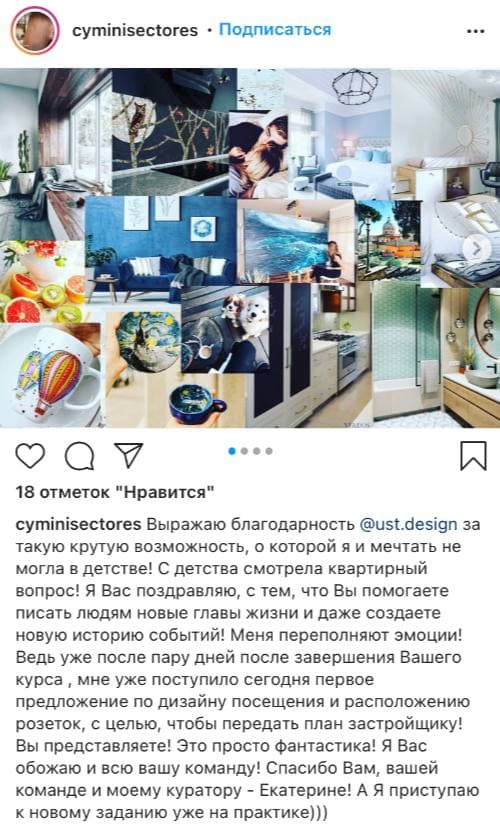 cyminisectores • Подписаться
18 отметок "Нравится"
cyminisectores Выражаю благодарность @ust.design за
такую крутую возможность, о которой я и мечтать не
могла в детстве! С детства смотрела квартирный
вопрос! Я Вас поздравляю, с тем, что Вы помогаете
писать людям новые главы жизни и даже создаете
новую историю событий! Меня переполняют эмоции!
Ведь уже после пару дней после завершения Вашего
курса , мне уже поступило сегодня первое
предложение по дизайну посещения и расположению
розеток, с целью, чтобы передать план застройщику!
Вы представляете! Это просто фантастика! Я Вас
обожаю и всю вашу команду! Спасибо Вам, вашей
команде и моему куратору - Екатерине! А Я приступаю
к новому заданию уже на практике)))